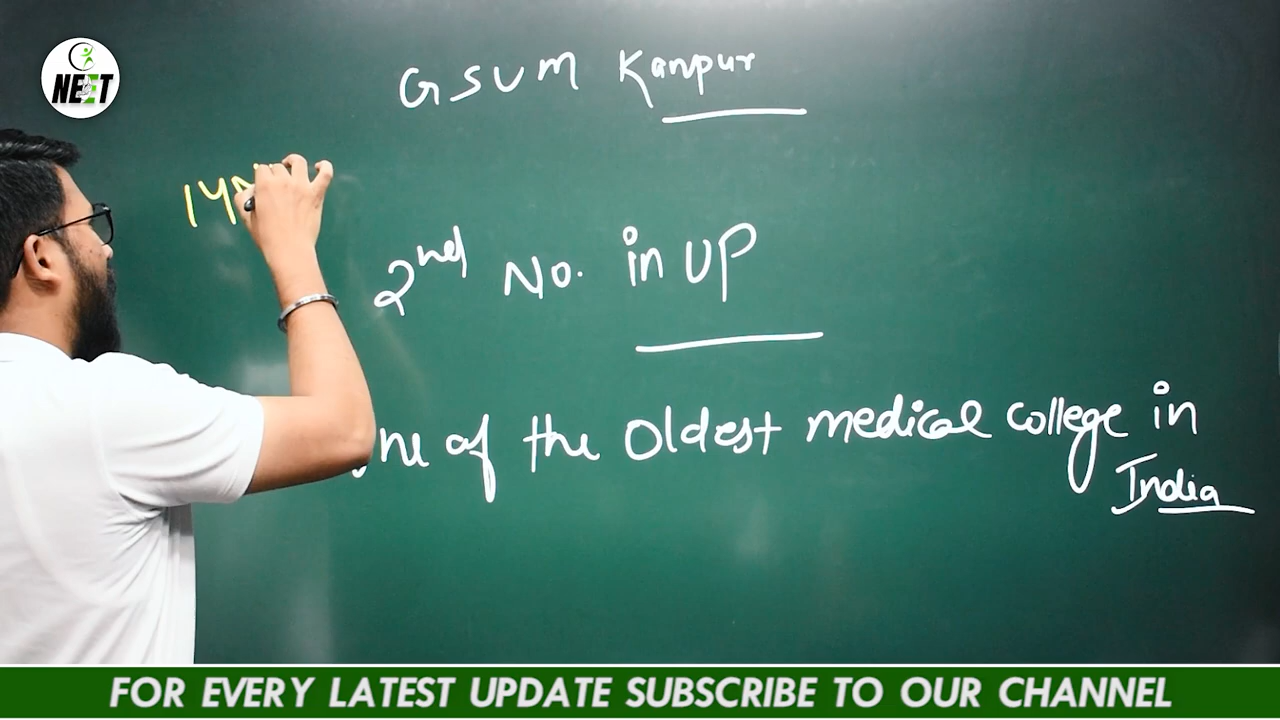 NEET
GSVM Kanpur
2nd No. in UP
of the Oldest medical college in
India
FOR EVERY LATEST UPDATE SUBSCRIBE TO OUR CHANNEL